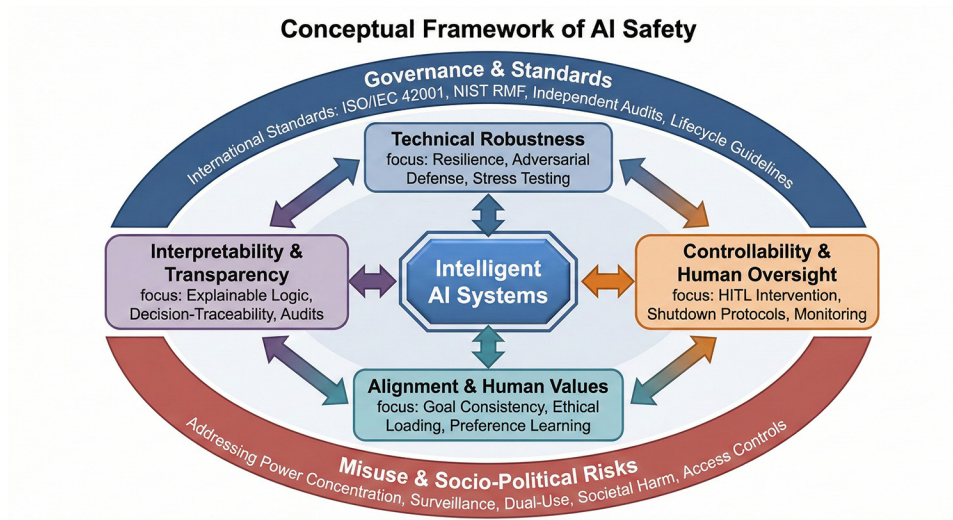 Conceptual Framework of AI Safety
Governance & Standards
International Standards: ISO/IEC 42001, NIST RMF, Independent Audits, Lifecycle Guidelines
Technical Robustness
focus: Resilience, Adversarial
Defense, Stress Testing
Interpretability &
Transparency
focus: Explainable Logic,
Decision-Traceability, Audits
Intelligent
AI Systems
Controllability &
Human Oversight
focus: HITL Intervention,
Shutdown Protocols, Monitoring
Alignment & Human Values
focus: Goal Consistency, Ethical
Loading, Preference Learning
Misuse & Socio-Political Risks
Addressing Power Concentration, Surveillance, Dual-Use, Societal Harm, Access Controls